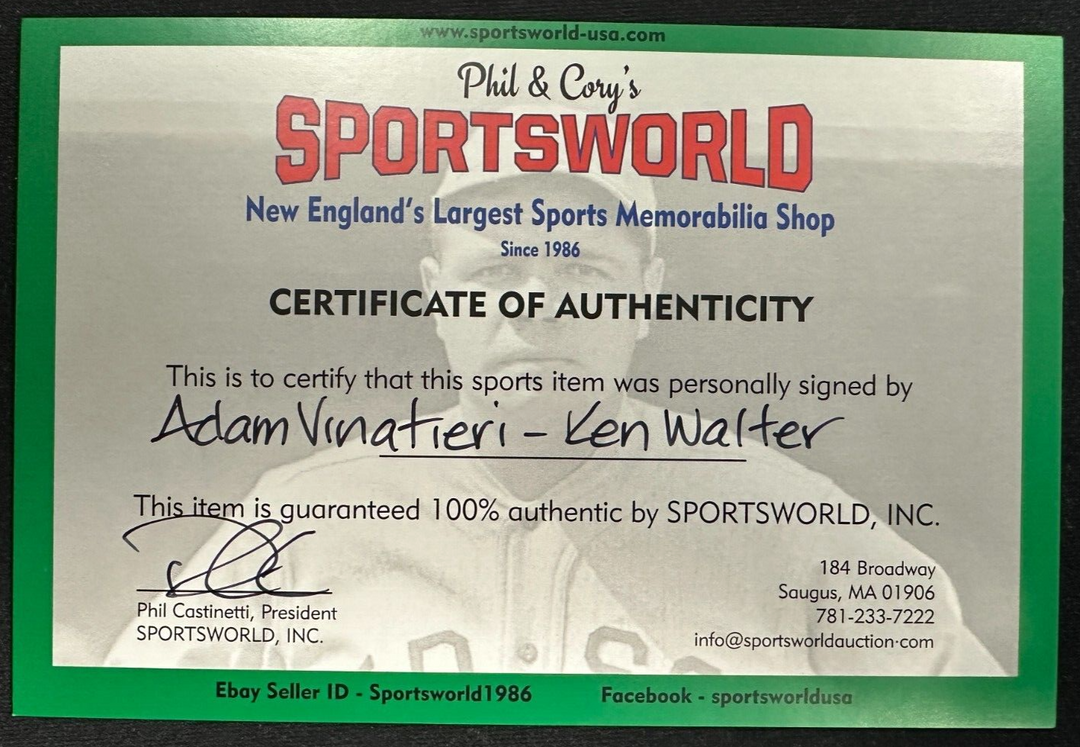 www.sportsworld-usa.com
Phil & Cory's
SPORTSWORLD
New England's Largest Sports Memorabilia Shop
Since 1986
CERTIFICATE OF AUTHENTICITY
This is to certify that this sports item was personally signed by
Adam Vinatieri - Ken Walter
This item is guaranteed 100% authentic by SPORTSWORLD, INC.
Phil Castinetti, President
SPORTSWORLD, INC.
184 Broadway
Saugus, MA 01906
781-233-7222
info@sportsworldauction.com
Ebay Seller ID - Sportsworld1986
Facebook - sportsworldusa